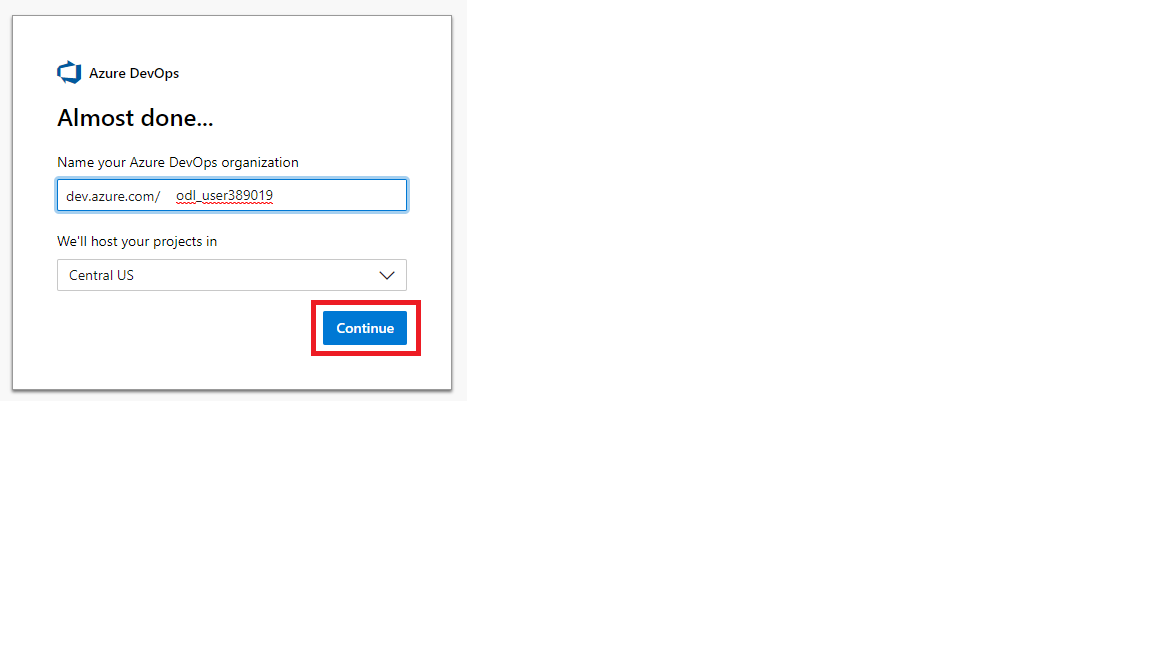 Azure DevOps
Almost done...
Name your Azure DevOps organization
dev.azure.com/ odl_user389019
We'll host your projects in
Central US
Continue